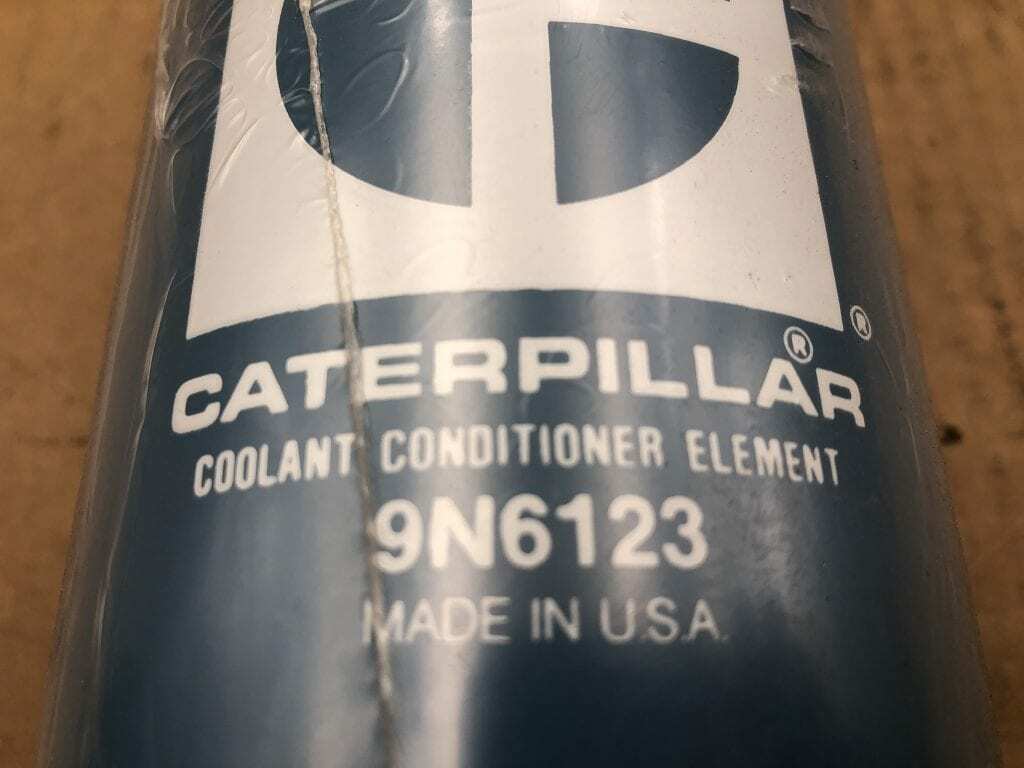 ®
CATERPILLAR®
COOLANT CONDITIONER ELEMENT
9N6123
MADE IN U.S.A.